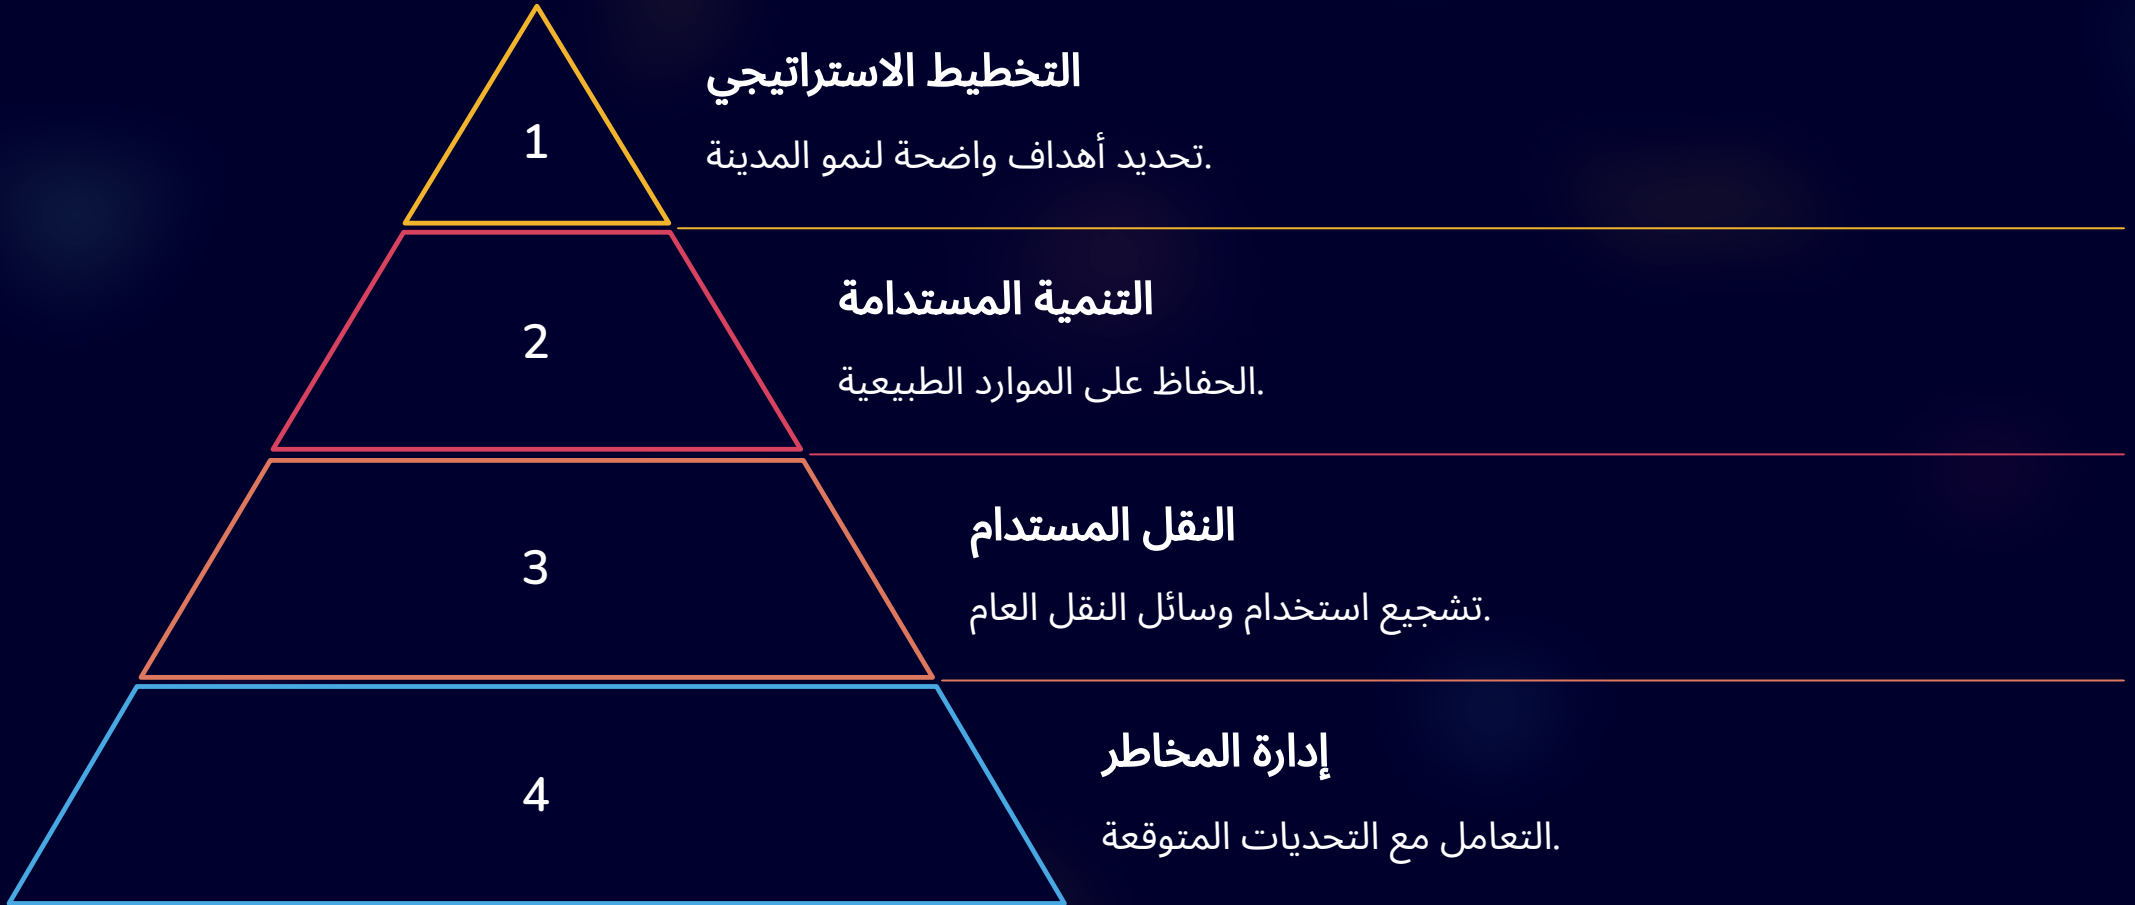 1
التخطيط الاستراتيجي
تحديد أهداف واضحة لنمو المدينة.
2
التنمية المستدامة
الحفاظ على الموارد الطبيعية.
3
النقل المستدام
تشجيع استخدام وسائل النقل العام.
4
إدارة المخاطر
التعامل مع التحديات المتوقعة.